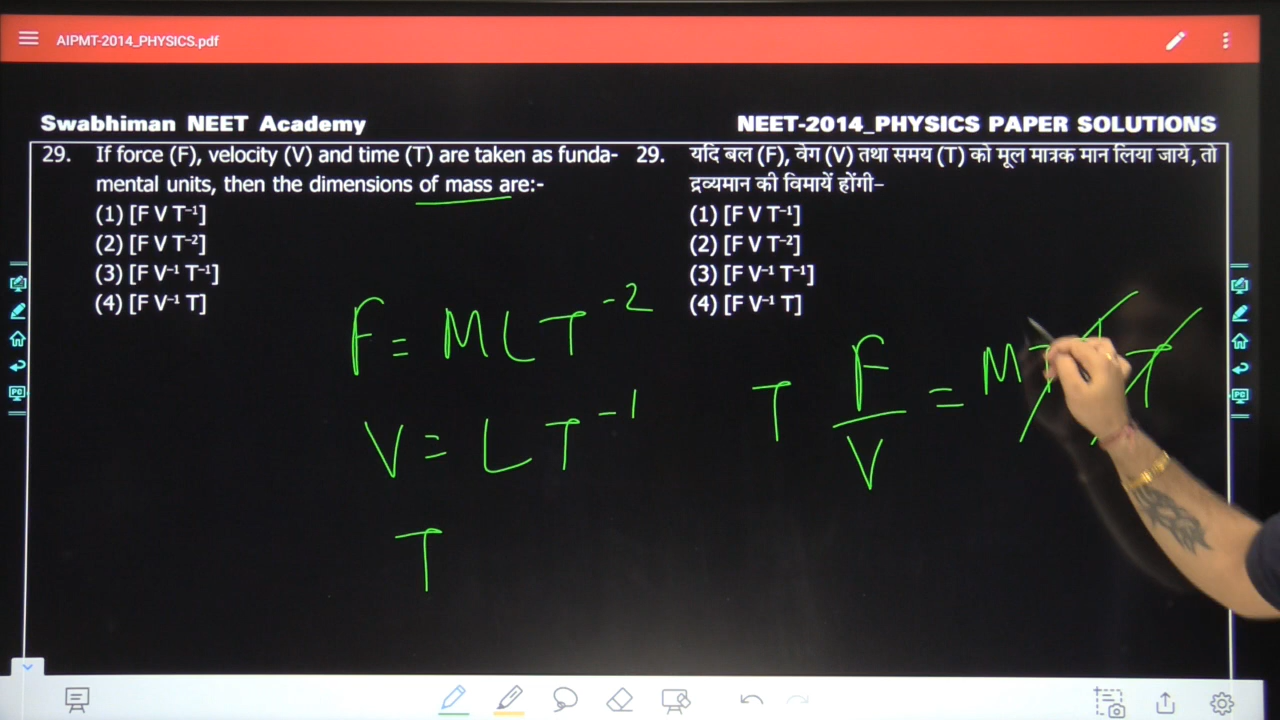 AIPMT-2014_PHYSICS.pdf
Swabhiman NEET Academy
NEET-2014_PHYSICS PAPER SOLUTIONS
29. If force (F), velocity (V) and time (T) are taken as funda-
mental units, then the dimensions of mass are:-
(1) [F V T⁻¹]
(2) [F V T⁻²]
(3) [F V⁻¹ T⁻¹]
(4) [F V⁻¹ T]
29. यदि बल (F), वेग (V) तथा समय (T) को मूल मात्रक मान लिया जाये, तो
द्रव्यमान की विमायें होंगी–
(1) [F V T⁻¹]
(2) [F V T⁻²]
(3) [F V⁻¹ T⁻¹]
(4) [F V⁻¹ T]
F = M L T⁻²
V = L T⁻¹
T
T F/V = M T
PC
PC